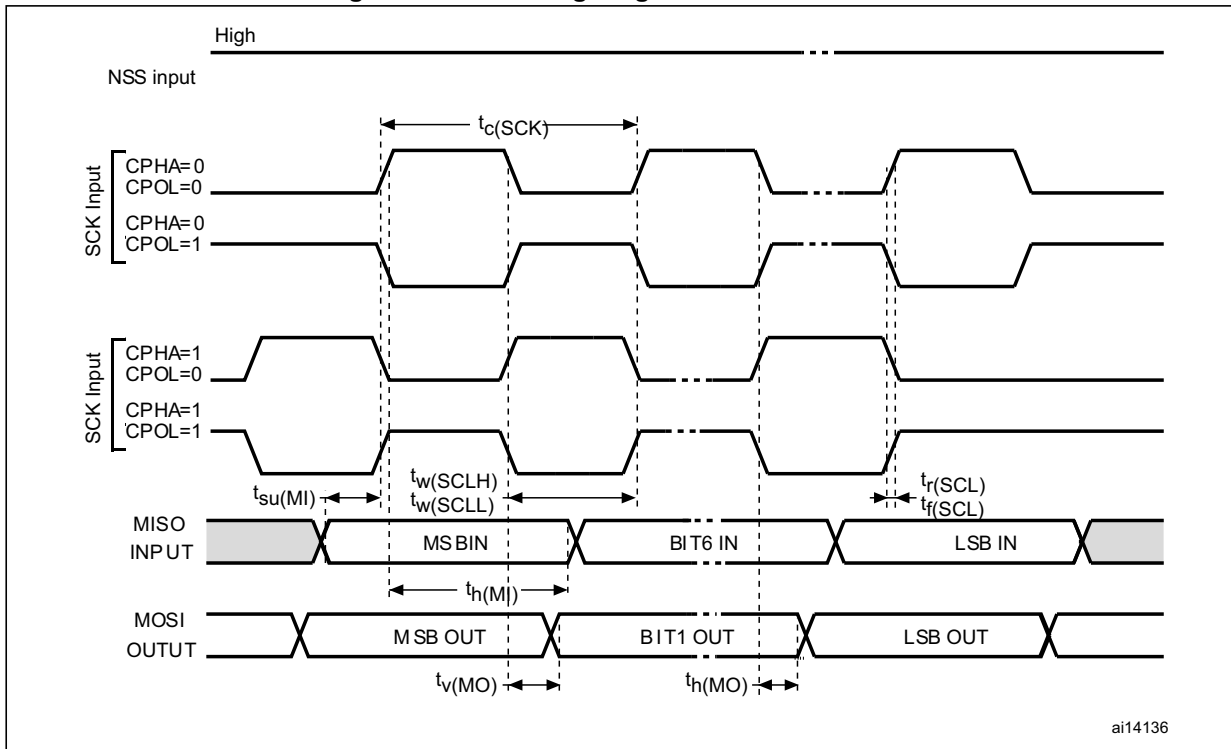 High
NSS input
tc(SCK)
SCK Input
CPHA=0
CPOL=0
CPHA=0
CPOL=1
SCK Input
CPHA=1
CPOL=0
CPHA=1
CPOL=1
tsu(MI)
tw(SCLH)
tw(SCLL)
tr(SCL)
tf(SCL)
MISO
INPUT
MSBIN
BIT6 IN
LSB IN
th(MI)
MOSI
OUTUT
MSB OUT
BIT1 OUT
LSB OUT
tv(MO)
th(MO)
ai14136